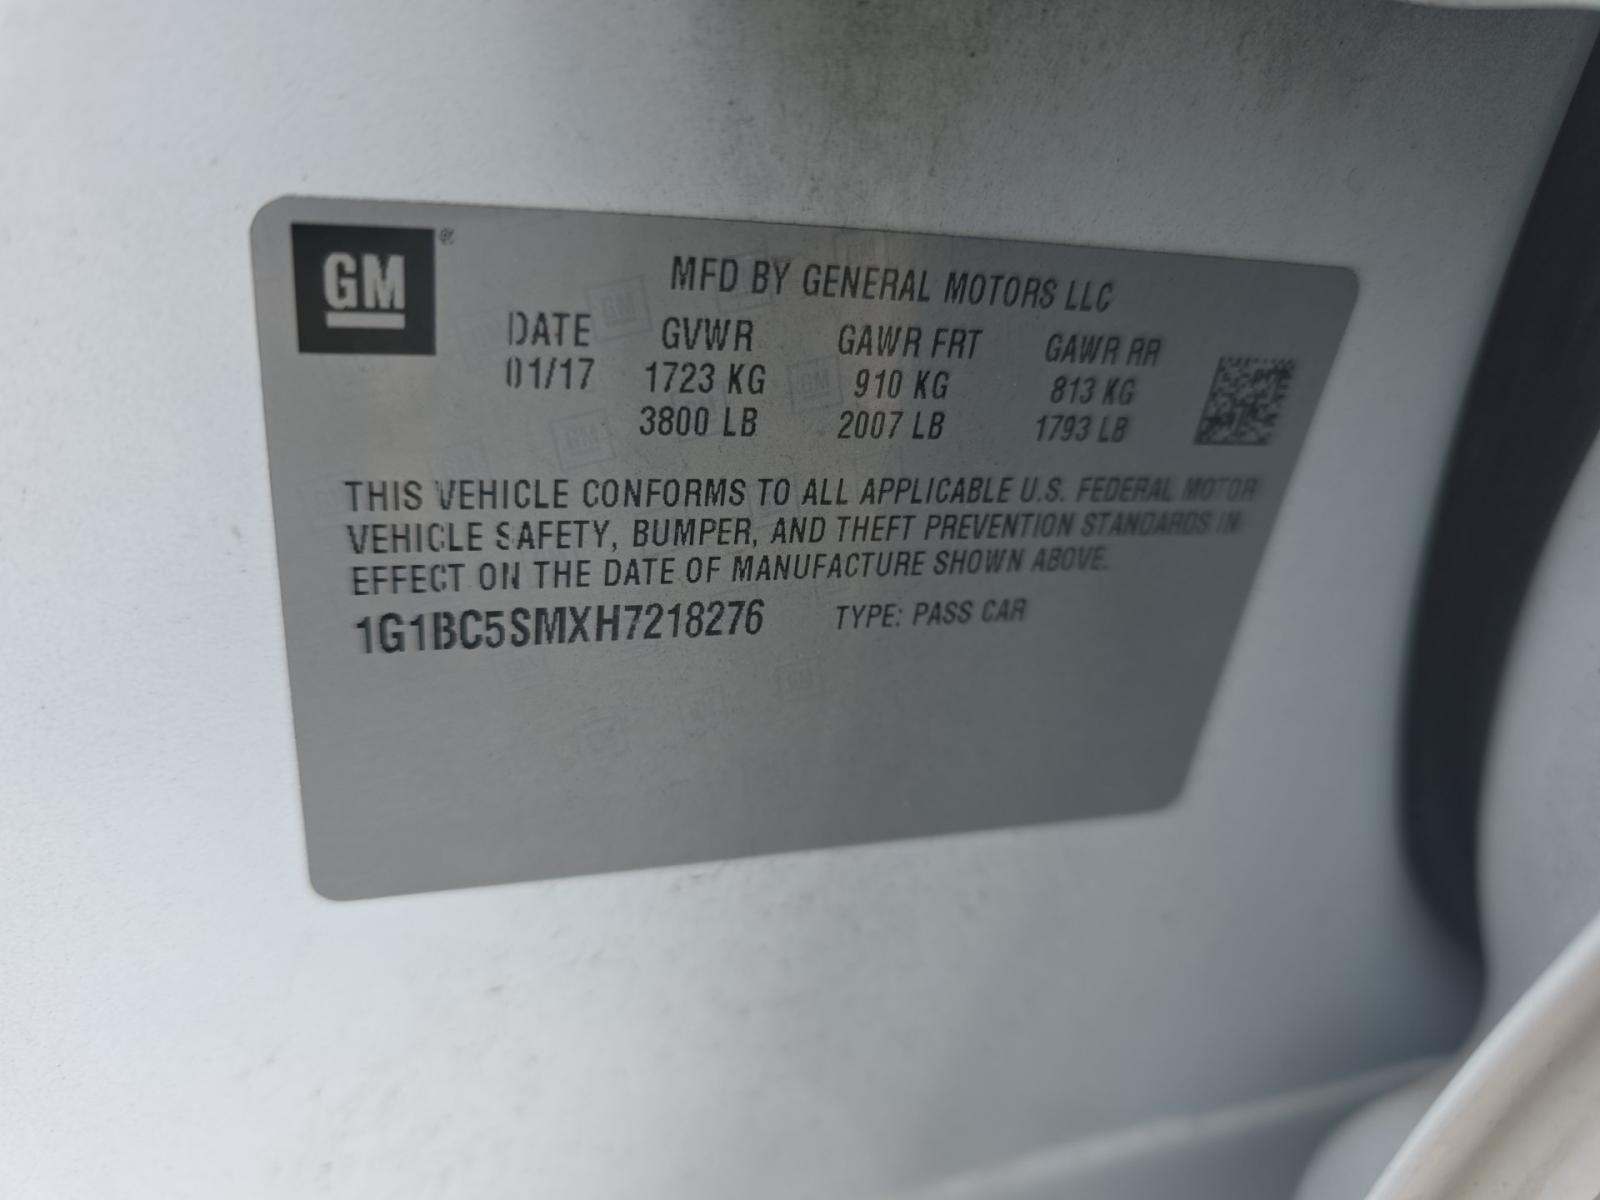 GM
MFD BY GENERAL MOTORS LLC
DATE GVWR GAWR FRT GAWR RR
01/17 1723 KG 910 KG 813 KG
3800 LB 2007 LB 1793 LB
THIS VEHICLE CONFORMS TO ALL APPLICABLE U.S. FEDERAL MOTOR
VEHICLE SAFETY, BUMPER, AND THEFT PREVENTION STANDARDS IN
EFFECT ON THE DATE OF MANUFACTURE SHOWN ABOVE.
1G1BC5SMXH7218276 TYPE: PASS CAR